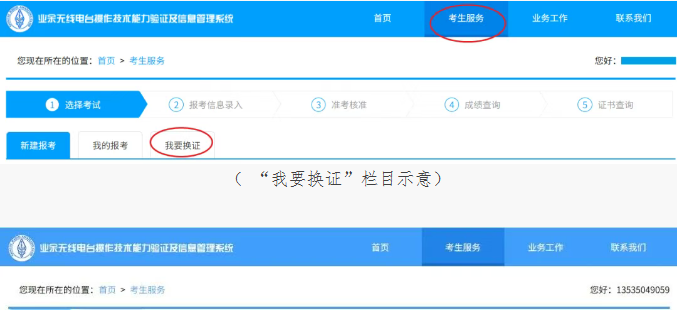 业余无线电台操作技术能力验证及信息管理系统 首页 考生服务 业务工作 联系我们
您现在所在的位置：首页 > 考生服务 您好：
1 选择考试 2 报考信息录入 3 准考核准 4 成绩查询 5 证书查询
新建报考 我的报考 我要换证
（ “我要换证”栏目示意）
业余无线电台操作技术能力验证及信息管理系统 首页 考生服务 业务工作 联系我们
您现在所在的位置：首页 > 考生服务 您好：13535049059